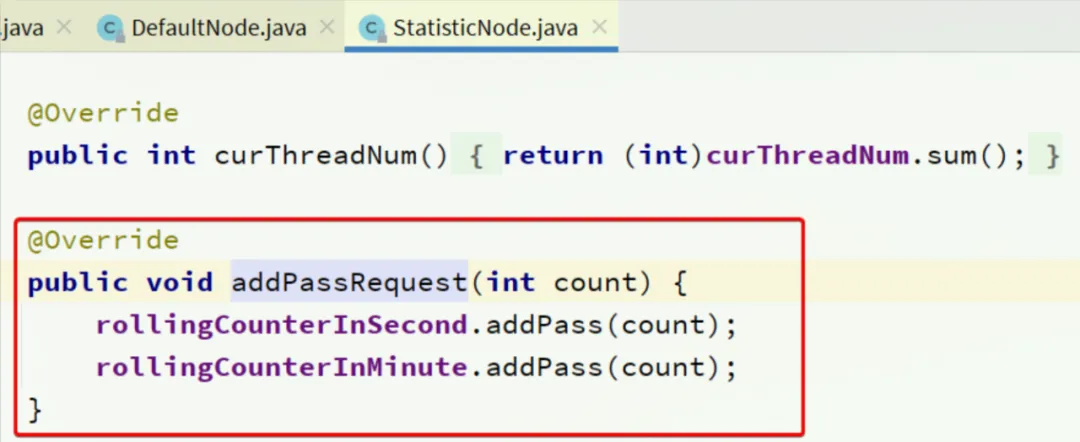 .java × C DefaultNode.java × C StatisticNode.java ×
@Override
public int curThreadNum() { return (int)curThreadNum.sum(); }
@Override
public void addPassRequest(int count) {
rollingCounterInSecond.addPass(count);
rollingCounterInMinute.addPass(count);
}